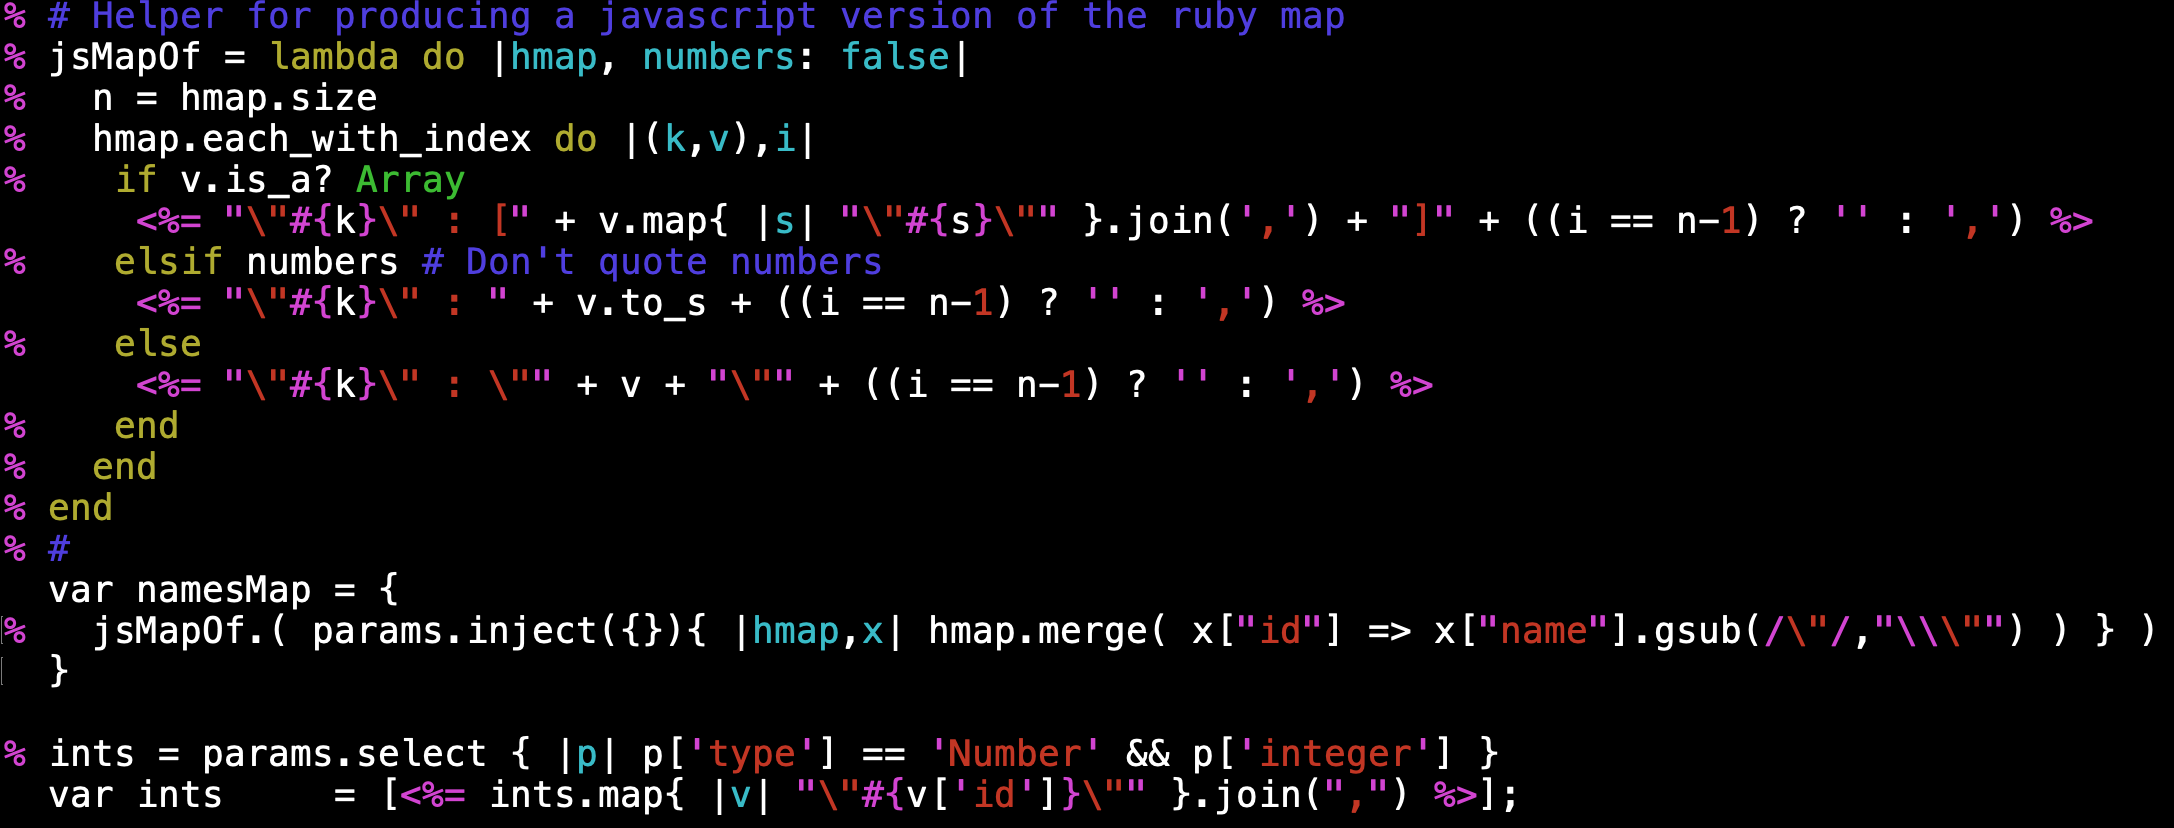 % # Helper for producing a javascript version of the ruby map
% jsMapOf = lambda do |hmap, numbers: false|
%   n = hmap.size
%   hmap.each_with_index do |(k,v),i|
%    if v.is_a? Array
      <%= "\"#{k}\" : [" + v.map{ |s| "\"#{s}\"" }.join(',') + "]" + ((i == n-1) ? '' : ',') %>
%    elsif numbers # Don't quote numbers
      <%= "\"#{k}\" : " + v.to_s + ((i == n-1) ? '' : ',') %>
%    else
      <%= "\"#{k}\" : \"" + v + "\"" + ((i == n-1) ? '' : ',') %>
%    end
%   end
% end
% #
  var namesMap = {
%   jsMapOf.( params.inject({}){ |hmap,x| hmap.merge( x["id"] => x["name"].gsub(/\"/,"\\\"") ) } )
  }

% ints = params.select { |p| p['type'] == 'Number' && p['integer'] }
  var ints     = [<%= ints.map{ |v| "\"#{v['id']}\"" }.join(",") %>];